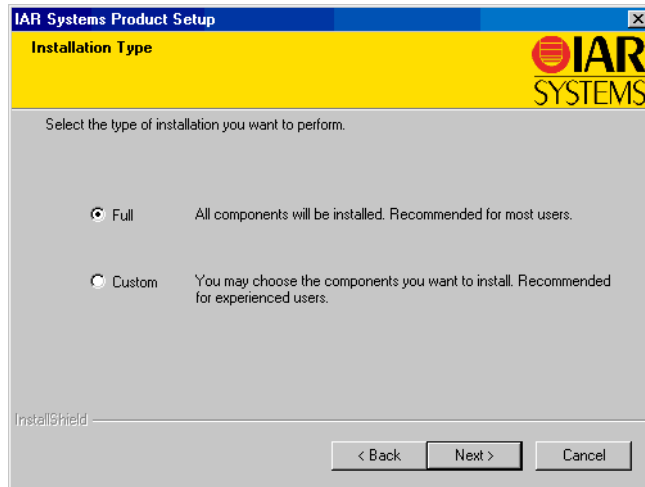 IAR Systems Product Setup
Installation Type
IAR
SYSTEMS
Select the type of installation you want to perform.
Full
All components will be installed. Recommended for most users.
Custom
You may choose the components you want to install. Recommended
for experienced users.
InstallShield
< Back
Next >
Cancel